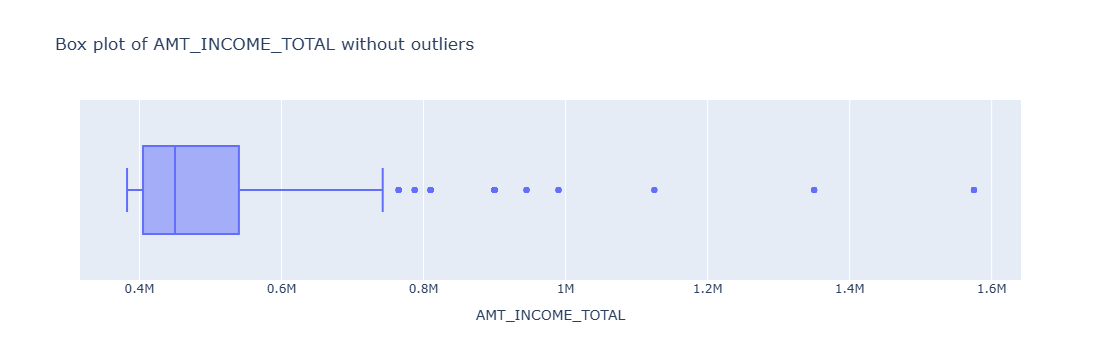 Box plot of AMT_INCOME_TOTAL without outliers
0.4M 0.6M 0.8M 1M 1.2M 1.4M 1.6M
AMT_INCOME_TOTAL